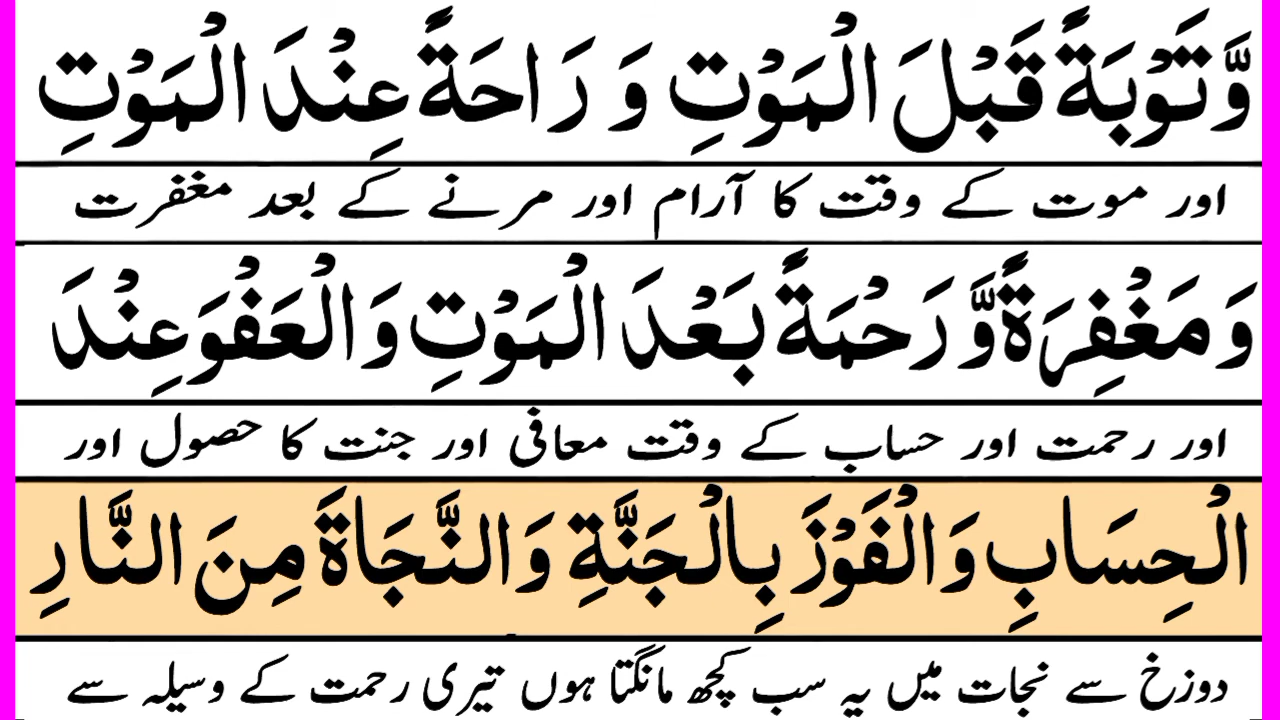 وَّتَوْبَةً قَبْلَ الْمَوْتِ وَ رَاحَةً عِنْدَ الْمَوْتِ
اور موت کے وقت کا آرام اور مرنے کے بعد مغفرت
وَ مَغْفِرَةً وَّ رَحْمَةً بَعْدَ الْمَوْتِ وَالْعَفْوَ عِنْدَ
اور رحمت اور حساب کے وقت معافی اور جنت کا حصول اور
الْحِسَابِ وَالْفَوْزَ بِالْجَنَّةِ وَالنَّجَاةَ مِنَ النَّارِ
دوزخ سے نجات میں یہ سب کچھ مانگتا ہوں تیری رحمت کے وسیلہ سے